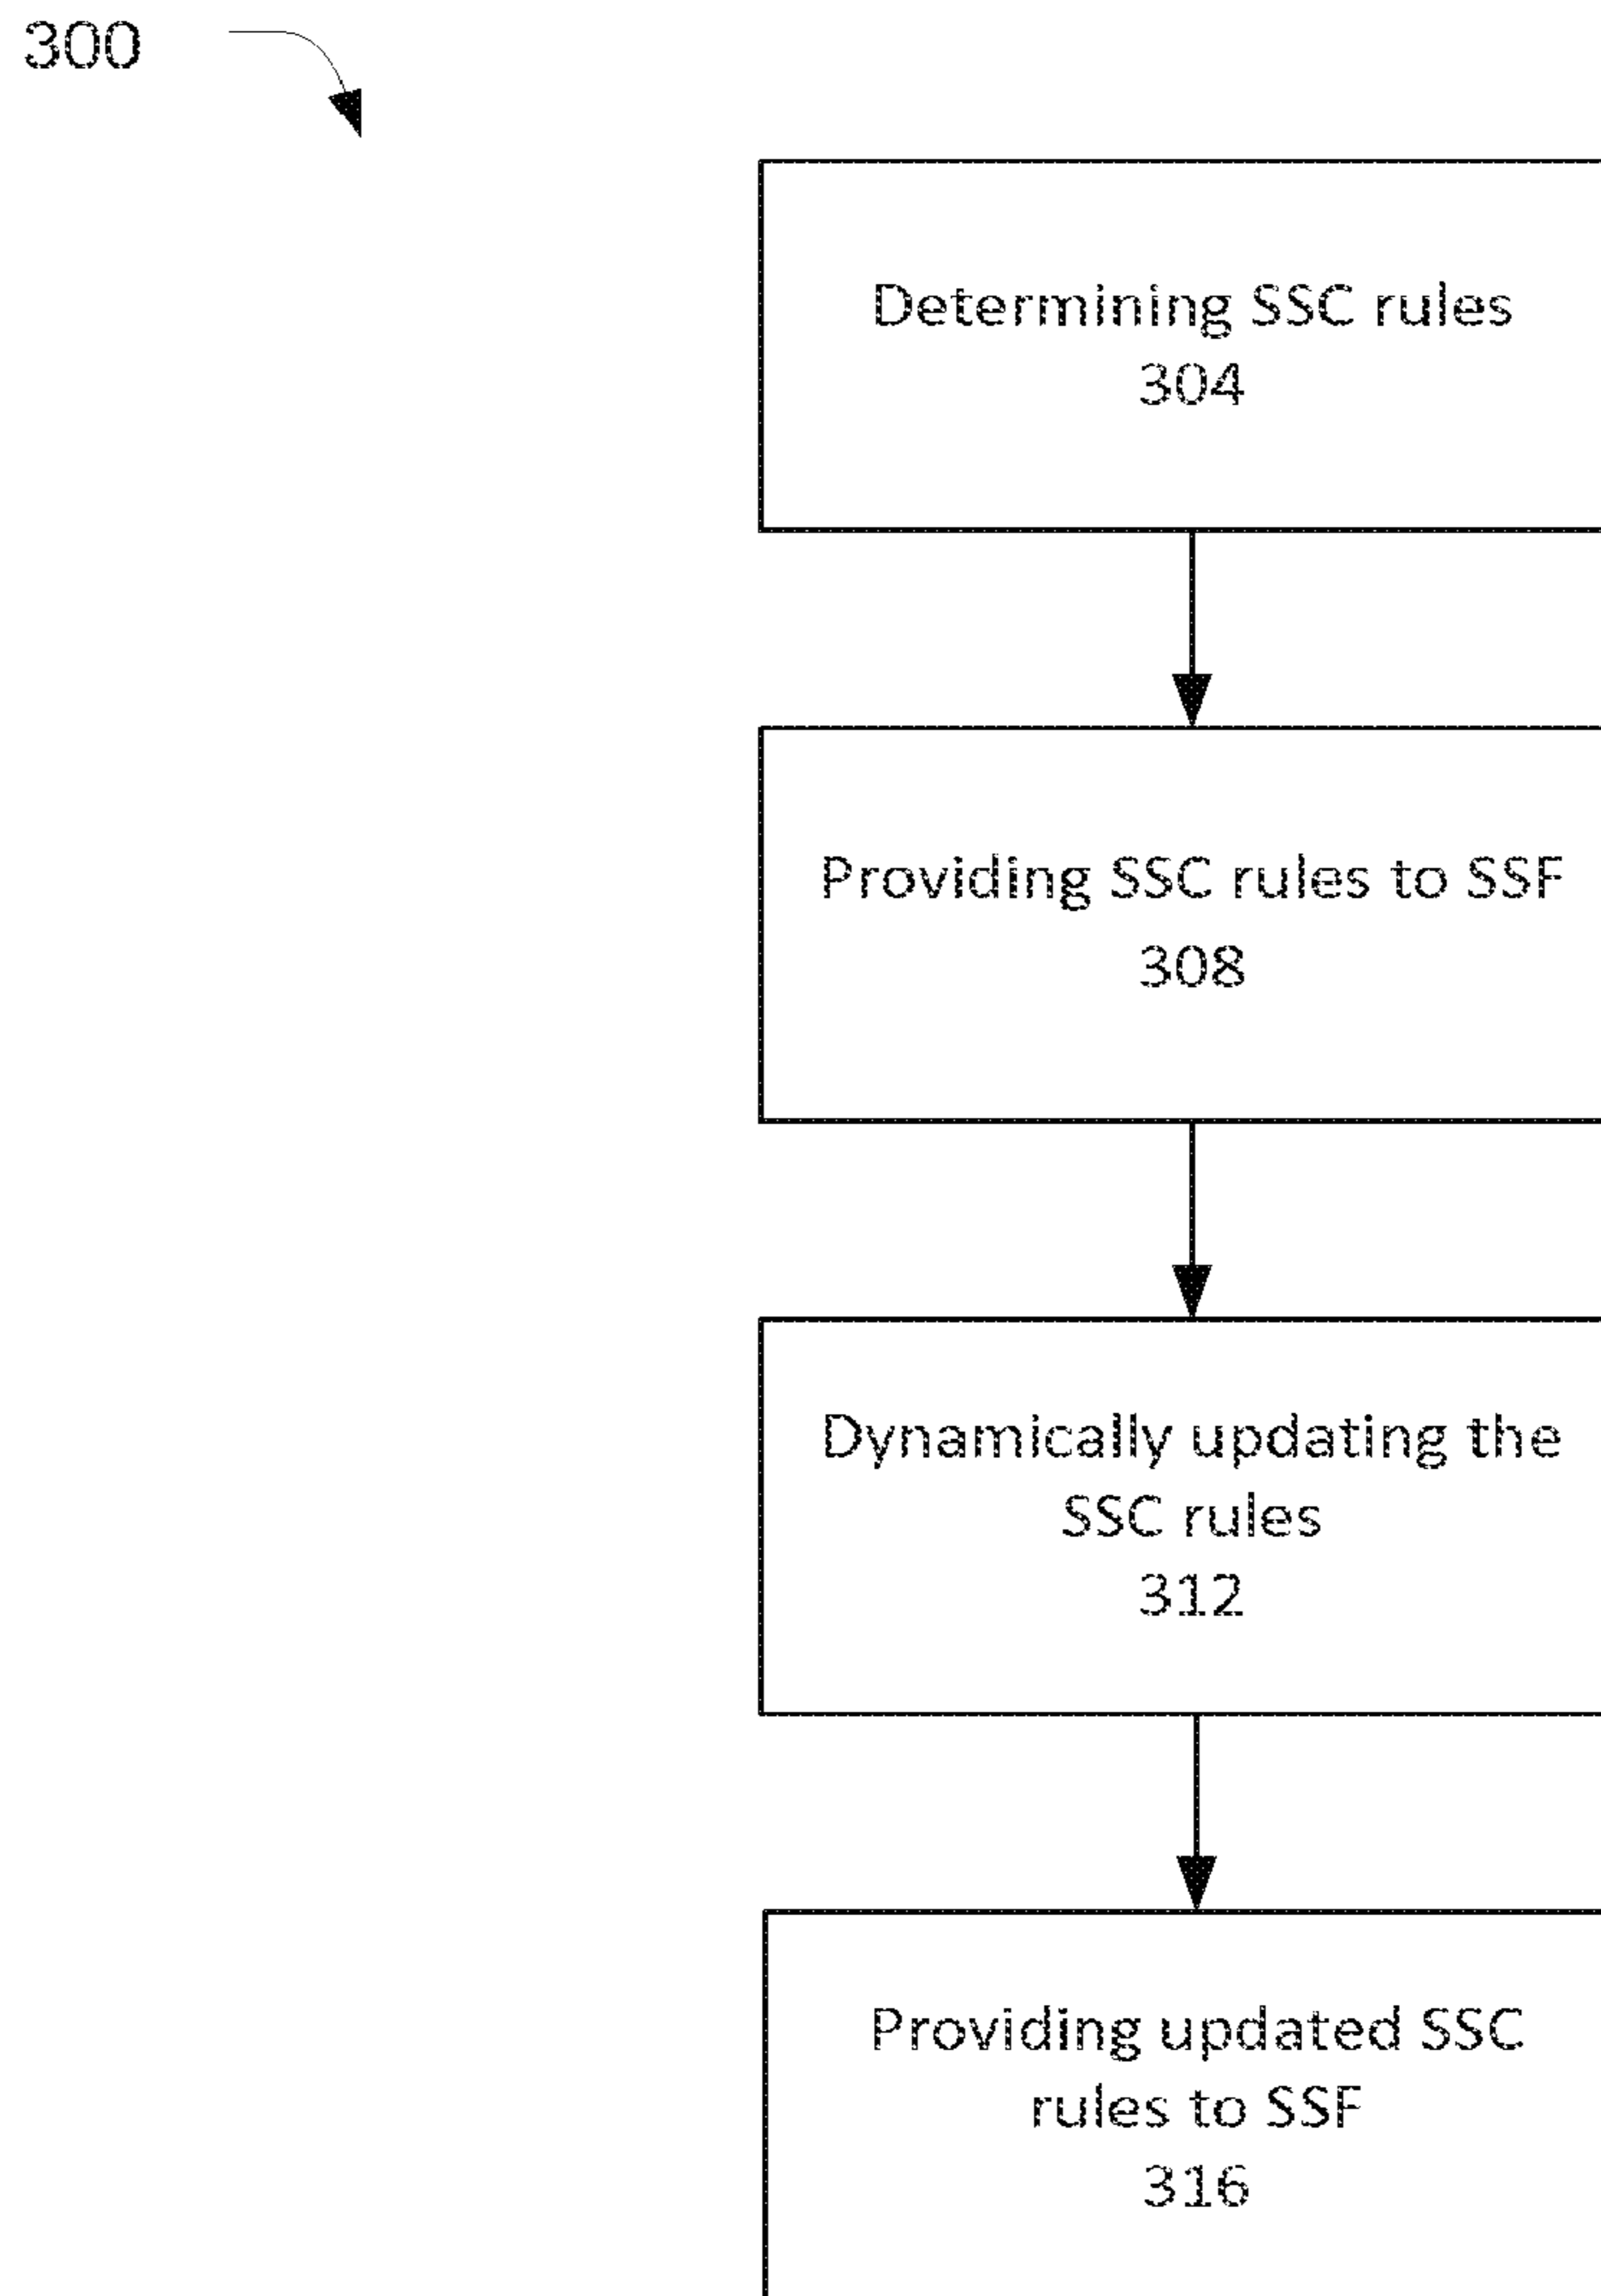 300
Determining SSC rules
304
Providing SSC rules to SSF
308
Dynamically updating the
SSC rules
312
Providing updated SSC
rules to SSF
316